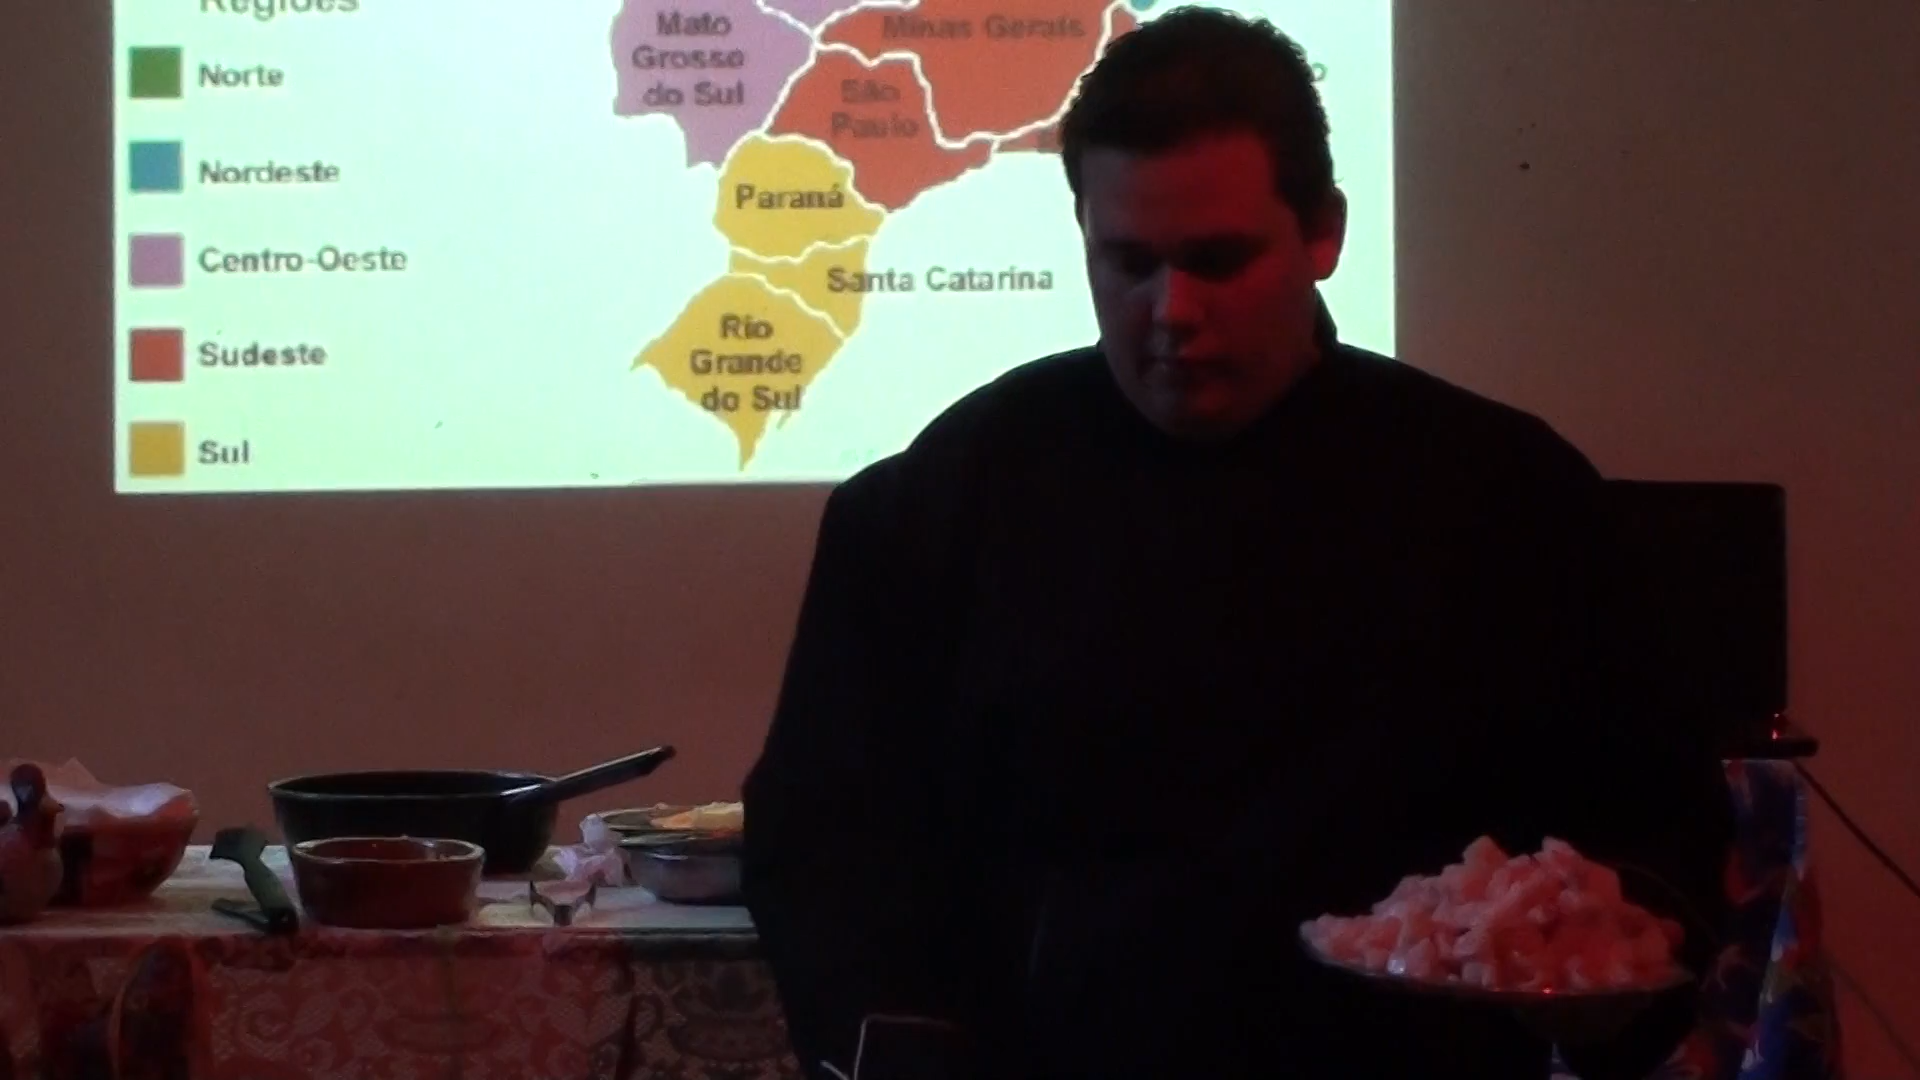 Regiões
Norte
Nordeste
Centro-Oeste
Sudeste
Sul
Mato
Grosso
do Sul
Minas Gerais
São
Paulo
Paraná
Santa Catarina
Rio
Grande
do Sul